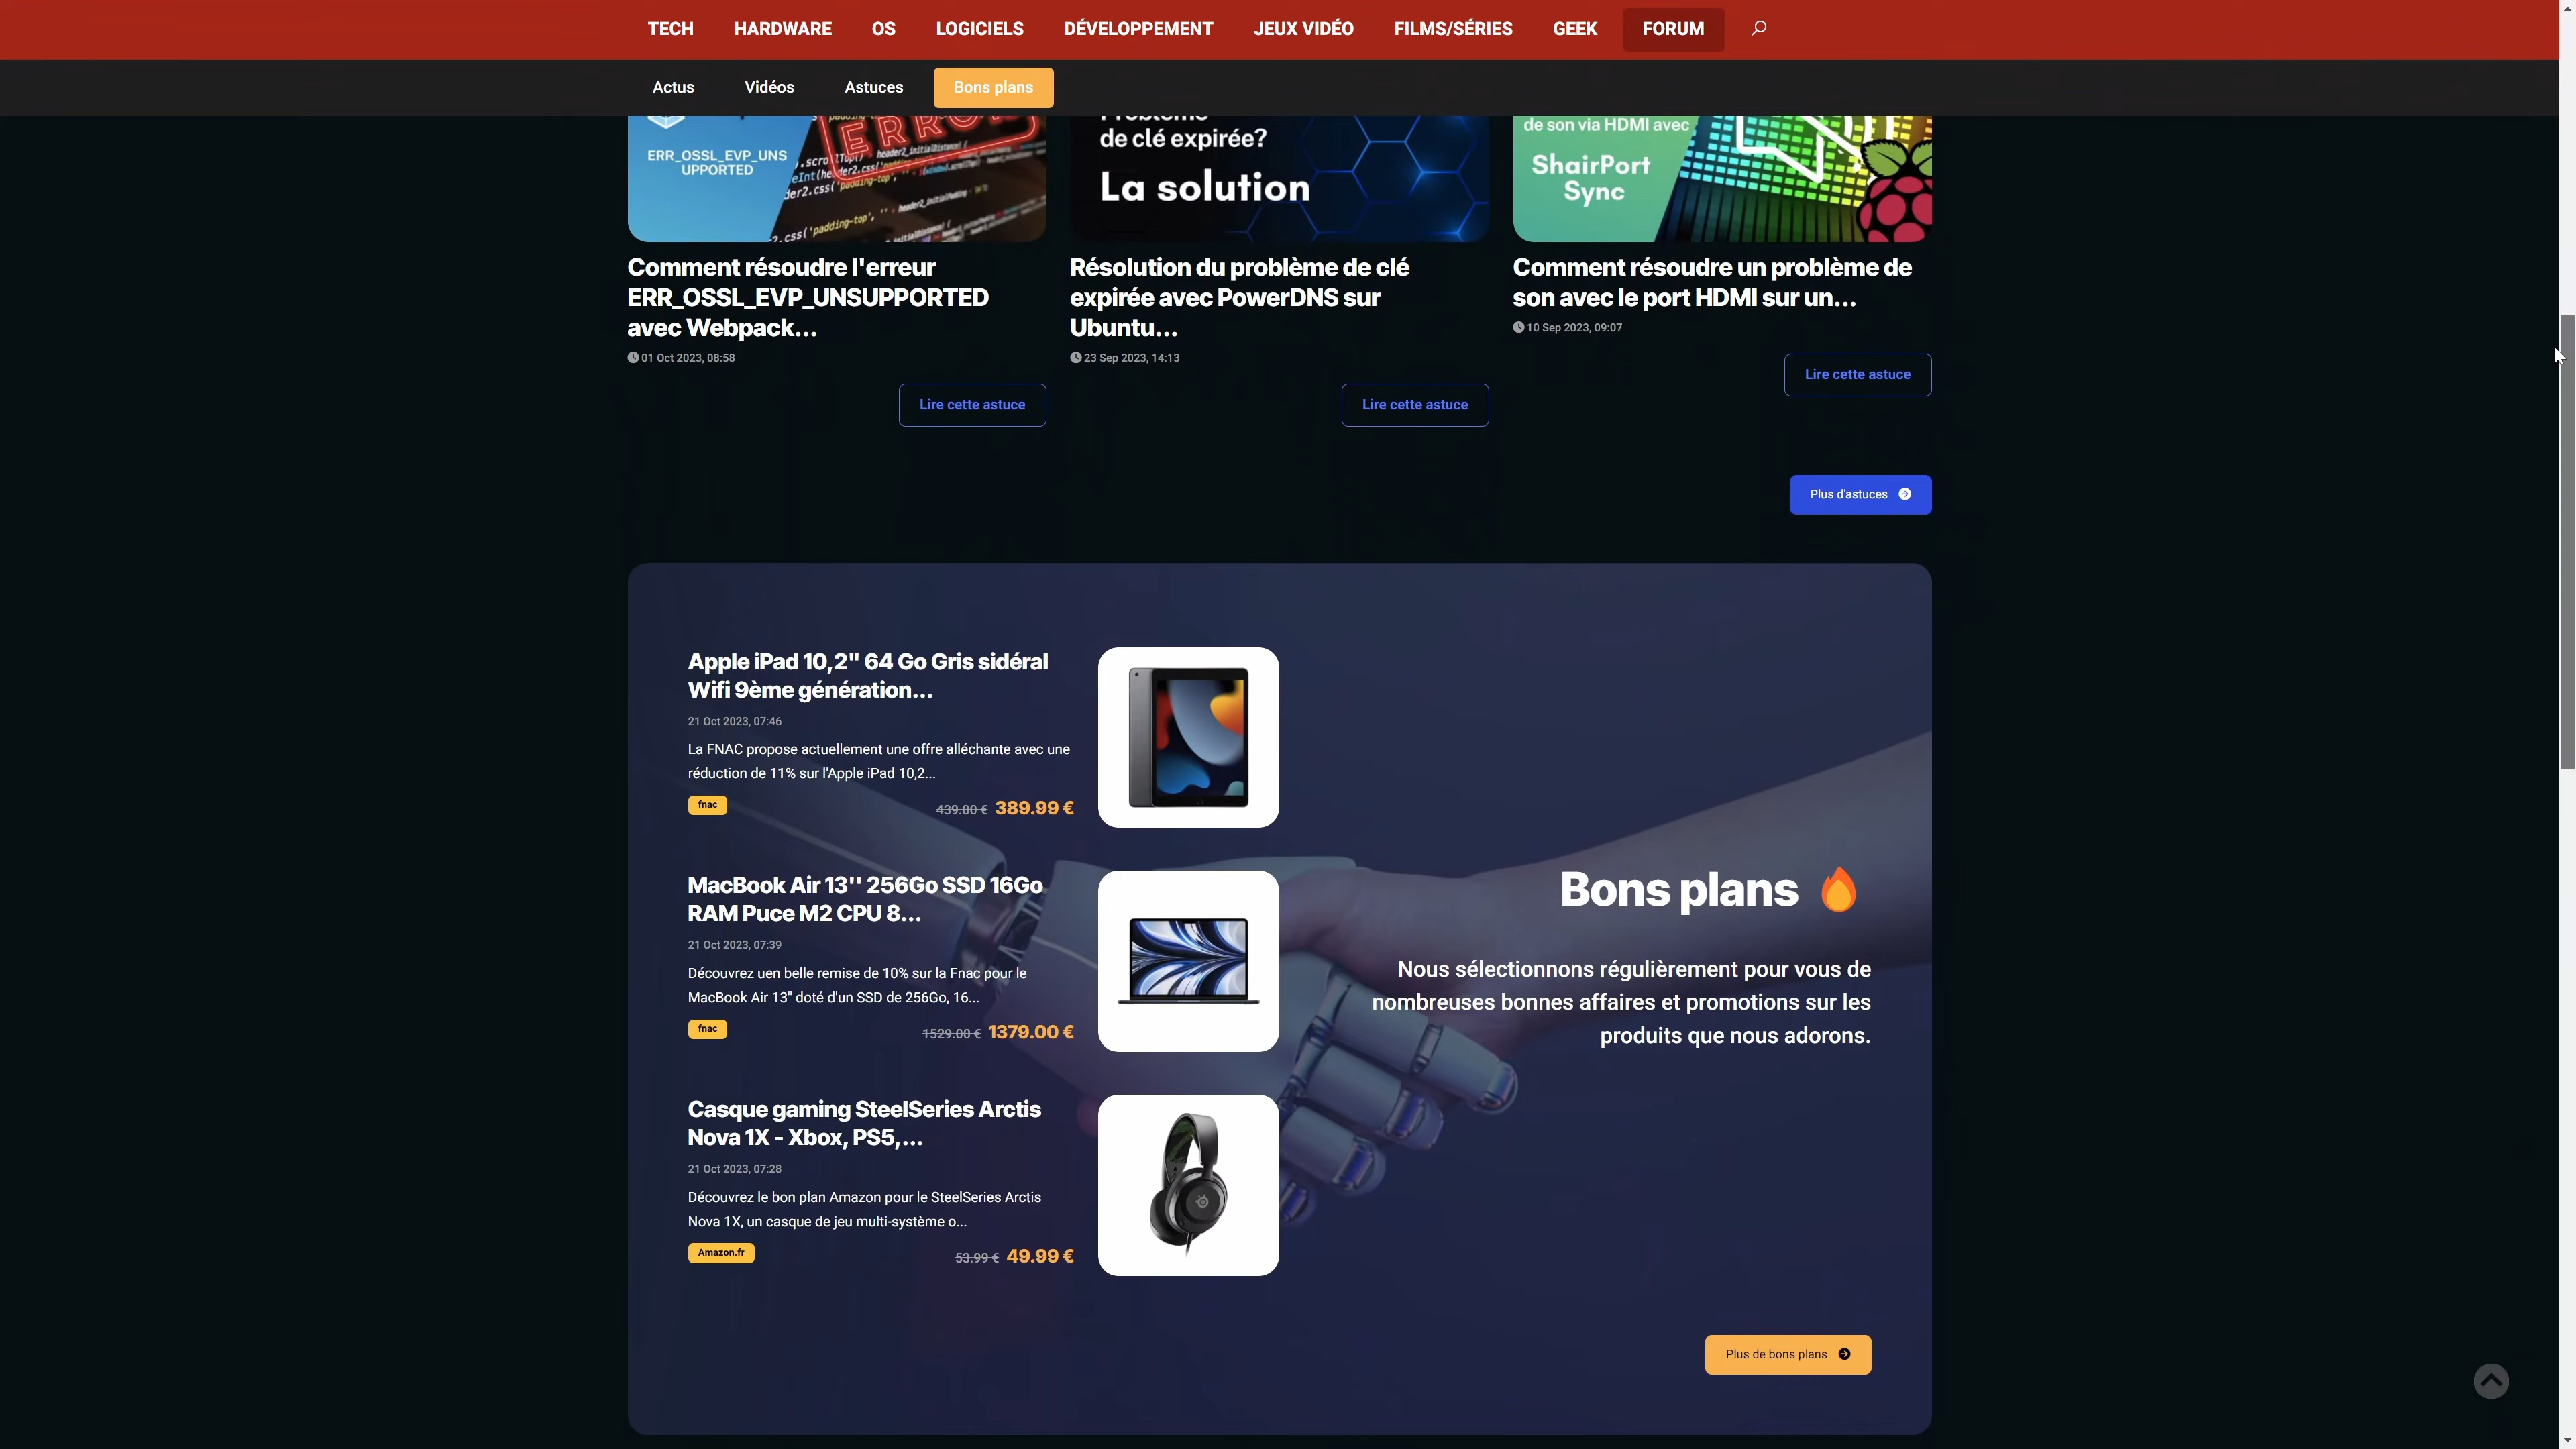 TECH HARDWARE OS LOGICIELS DÉVELOPPEMENT JEUX VIDÉO FILMS/SÉRIES GEEK FORUM
Actus Vidéos Astuces Bons plans
ERR_OSSL_EVP_UNS
UPPORTED
ERROR
header2_initialDistance)
header2.css('padding-top', '' + header2_initialPadding
'padding-top', ''
Problème
de clé expirée?
La solution
de son via HDMI avec
ShairPort
Sync
Comment résoudre l'erreur
ERR_OSSL_EVP_UNSUPPORTED
avec Webpack...
01 Oct 2023, 08:58
Lire cette astuce
Résolution du problème de clé
expirée avec PowerDNS sur
Ubuntu...
23 Sep 2023, 14:13
Lire cette astuce
Comment résoudre un problème de
son avec le port HDMI sur un...
10 Sep 2023, 09:07
Lire cette astuce
Plus d'astuces
Apple iPad 10,2" 64 Go Gris sidéral
Wifi 9ème génération...
21 Oct 2023, 07:46
La FNAC propose actuellement une offre alléchante avec une
réduction de 11% sur l'Apple iPad 10,2...
fnac 439.00 € 389.99 €
MacBook Air 13'' 256Go SSD 16Go
RAM Puce M2 CPU 8...
21 Oct 2023, 07:39
Découvrez uen belle remise de 10% sur la Fnac pour le
MacBook Air 13" doté d'un SSD de 256Go, 16...
fnac 1529.00 € 1379.00 €
Casque gaming SteelSeries Arctis
Nova 1X - Xbox, PS5,...
21 Oct 2023, 07:28
Découvrez le bon plan Amazon pour le SteelSeries Arctis
Nova 1X, un casque de jeu multi-système o...
Amazon.fr 53.99 € 49.99 €
Bons plans
Nous sélectionnons régulièrement pour vous de
nombreuses bonnes affaires et promotions sur les
produits que nous adorons.
Plus de bons plans